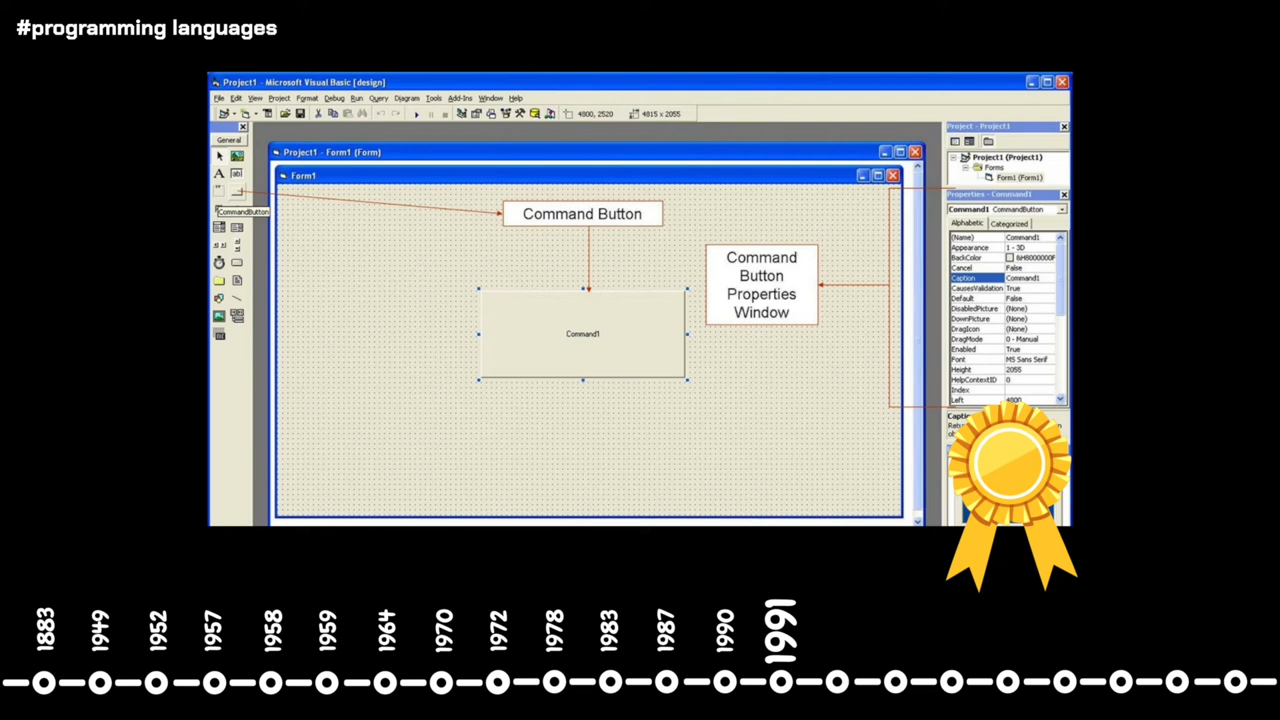 #programming languages
Project1 - Microsoft Visual Basic [design]
File Edit View Project Format Debug Run Query Diagram Tools Add-Ins Window Help
4800, 2520 4815 x 2055
General
CommandButton
Project1 - Form1 (Form)
Form1
Command Button
Command
Button
Properties
Window
Command1
Project - Project1
Project1 (Project1)
Forms
Form1 (Form1)
Properties - Command1
Command1 CommandButton
Alphabetic Categorized
(Name) Command1
Appearance 1 - 3D
BackColor &H8000000F
Cancel False
Caption Command1
CausesValidation True
Default False
DisabledPicture (None)
DownPicture (None)
DragIcon (None)
DragMode 0 - Manual
Enabled True
Font MS Sans Serif
Height 2055
HelpContextID 0
Index
Left 4800
1883 1949 1952 1957 1958 1959 1964 1970 1972 1978 1983 1987 1990 1991